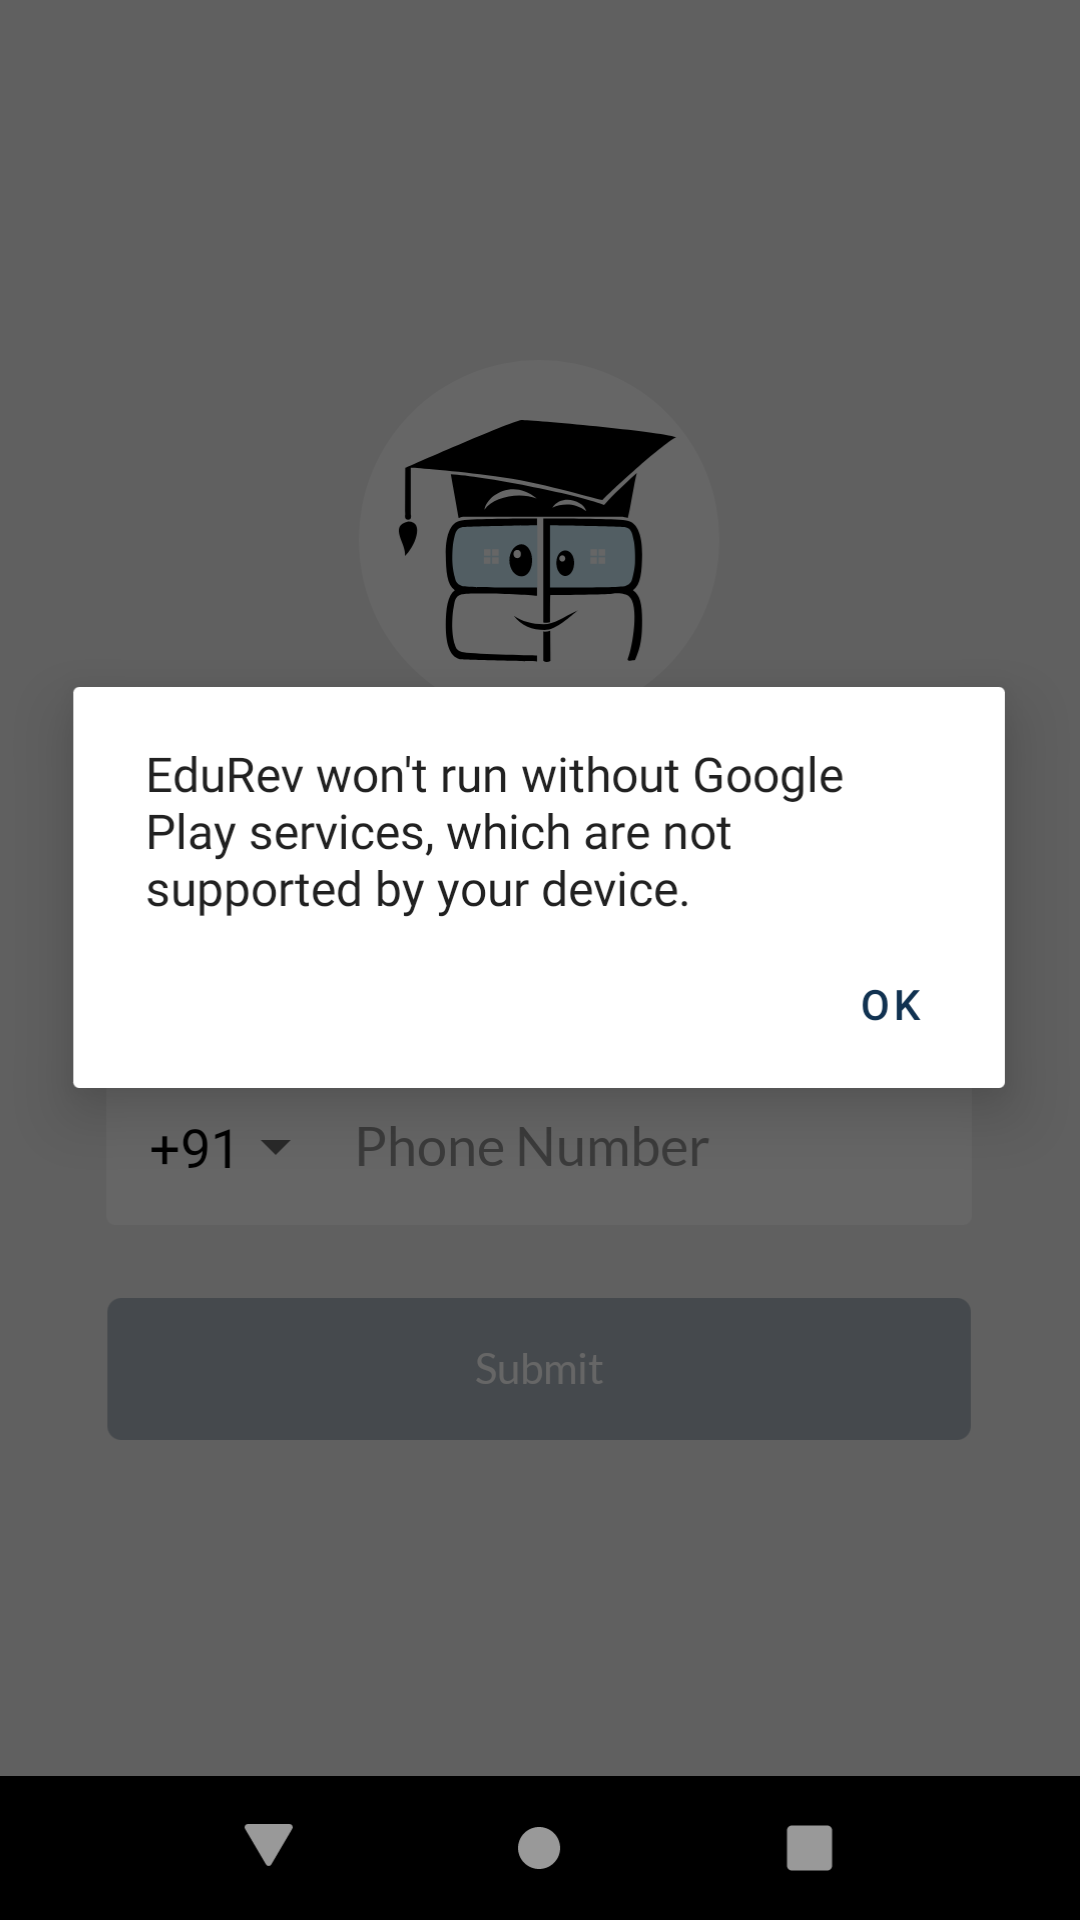 EduRev won't run without Google
Play services, which are not
supported by your device.
OK
+91 Phone Number
Submit